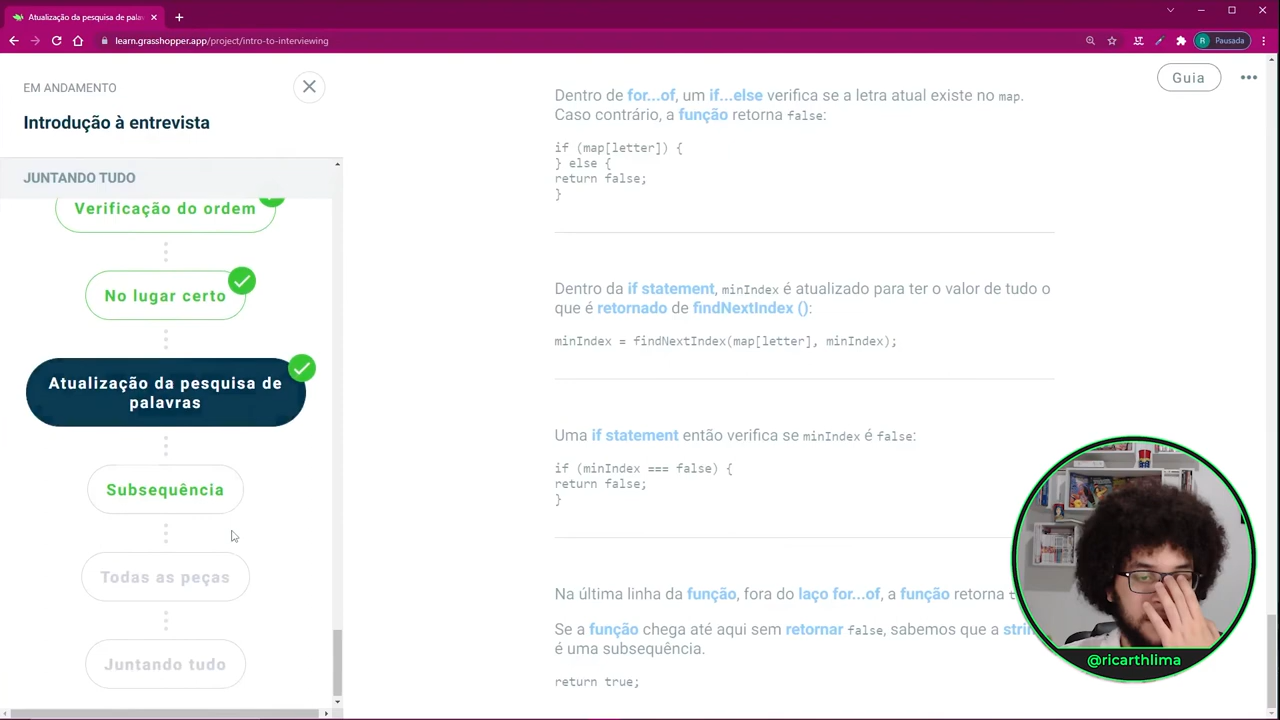 Atualização da pesquisa de pala
learn.grasshopper.app/project/intro-to-interviewing
R
Pausada
EM ANDAMENTO
Introdução à entrevista
JUNTANDO TUDO
Verificação do ordem
No lugar certo
Atualização da pesquisa de
palavras
Subsequência
Todas as peças
Juntando tudo
Guia
Dentro de for...of, um if...else verifica se a letra atual existe no map.
Caso contrário, a função retorna false:
if (map[letter]) {
} else {
return false;
}
Dentro da if statement, minIndex é atualizado para ter o valor de tudo o
que é retornado de findNextIndex ():
minIndex = findNextIndex(map[letter], minIndex);
Uma if statement então verifica se minIndex é false:
if (minIndex === false) {
return false;
}
Na última linha da função, fora do laço for...of, a função retorna
Se a função chega até aqui sem retornar false, sabemos que a
é uma subsequência.
return true;
@ricarthlima